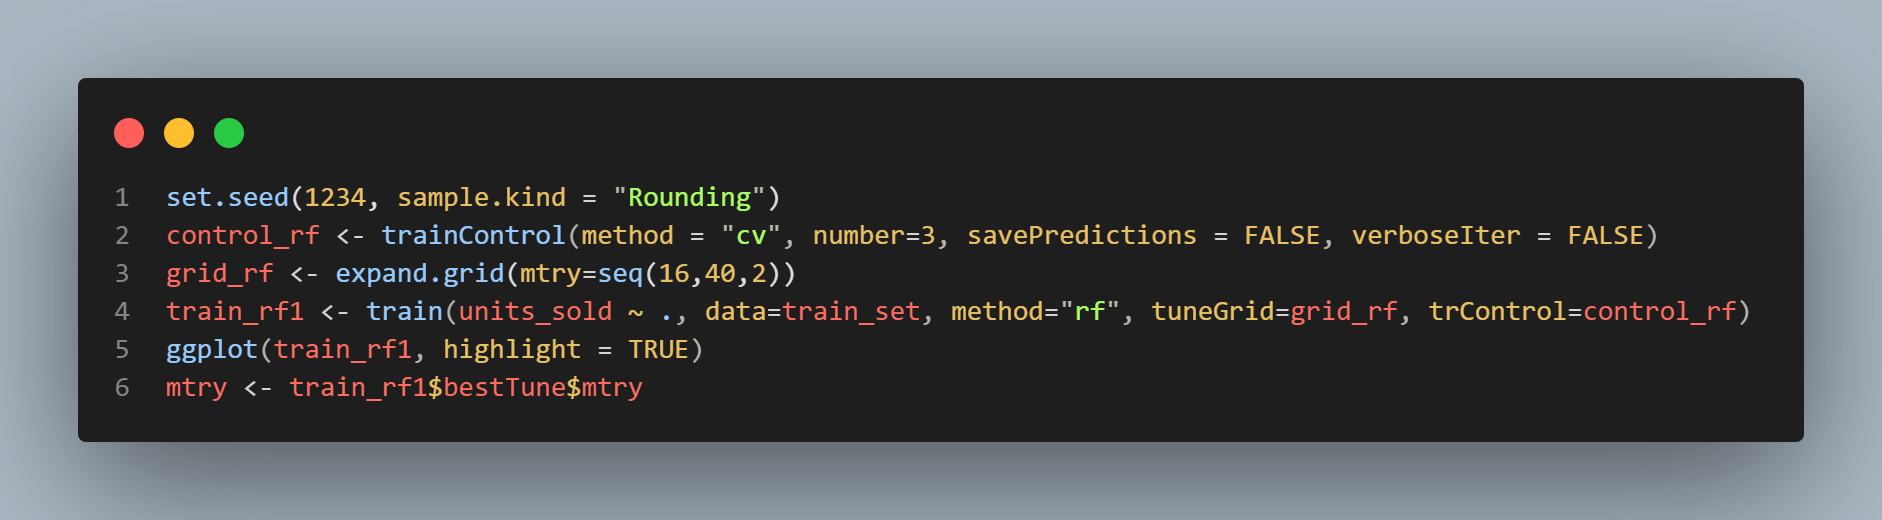 1 set.seed(1234, sample.kind = "Rounding")
2 control_rf <- trainControl(method = "cv", number=3, savePredictions = FALSE, verboseIter = FALSE)
3 grid_rf <- expand.grid(mtry=seq(16,40,2))
4 train_rf1 <- train(units_sold ~ ., data=train_set, method="rf", tuneGrid=grid_rf, trControl=control_rf)
5 ggplot(train_rf1, highlight = TRUE)
6 mtry <- train_rf1$bestTune$mtry